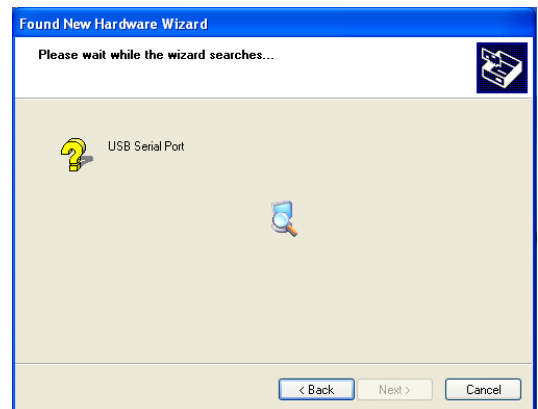 Found New Hardware Wizard
Please wait while the wizard searches...
USB Serial Port
< Back Next > Cancel